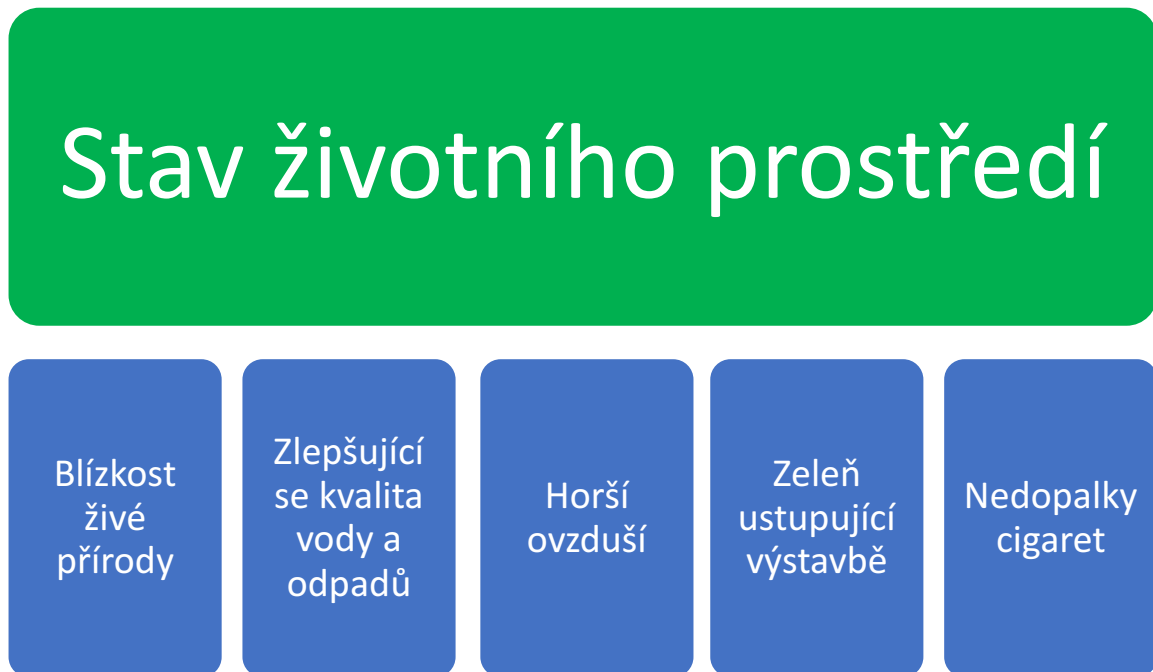 Stav životního prostředí
Blízkost
živé
přírody
Zlepšující
se kvalita
vody a
odpadů
Horší
ovzduší
Zeleň
ustupující
výstavbě
Nedopalky
cigaret